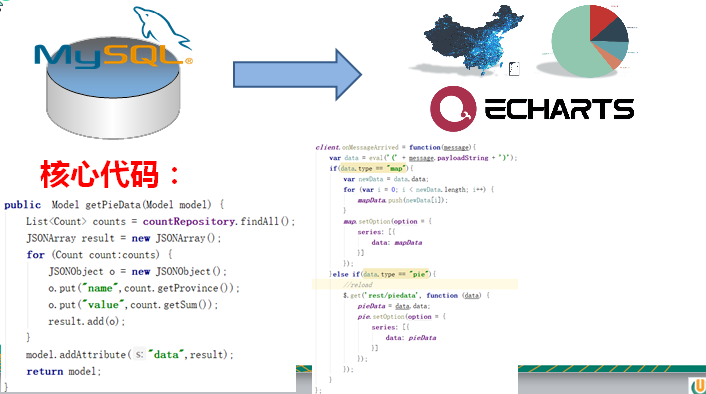 MySQL®
ECHARTS
核心代码：
public Model getPieData(Model model) {
List<Count> counts = countRepository.findAll();
JSONArray result = new JSONArray();
for (Count count:counts) {
JSONObject o = new JSONObject();
o.put("name",count.getProvince());
o.put("value",count.getSum());
result.add(o);
}
model.addAttribute( s: "data",result);
return model;
}
client.onMessageArrived = function(message){
var data = eval('(' + message.payloadString + ')');
if(data.type == "map"){
var newData = data.data;
for (var i = 0; i < newData.length; i++) {
mapData.push(newData[i]);
}
map.setOption(option = {
series: [{
data: mapData
}]
});
}else if(data.type == "pie"){
//reload
$.get('rest/piedata', function (data) {
pieData = data.data;
pie.setOption(option = {
series: [{
data: pieData
}]
});
});
}
};